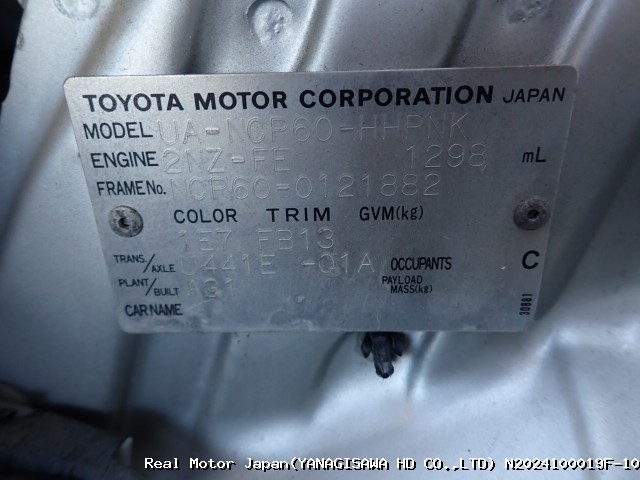 TOYOTA MOTOR CORPORATION JAPAN
MODEL UA-NCP60-HHPNK
ENGINE 2NZ-FE 1298 mL
FRAME No. NCP60-0121882
COLOR TRIM GVM(kg)
1E7 FB13
TRANS./AXLE U441E -01A OCCUPANTS C
PLANT/BUILT A31 PAYLOAD MASS(kg)
CAR NAME
30881
Real Motor Japan(YANAGISAWA HD CO.,LTD) N2024100019F-10